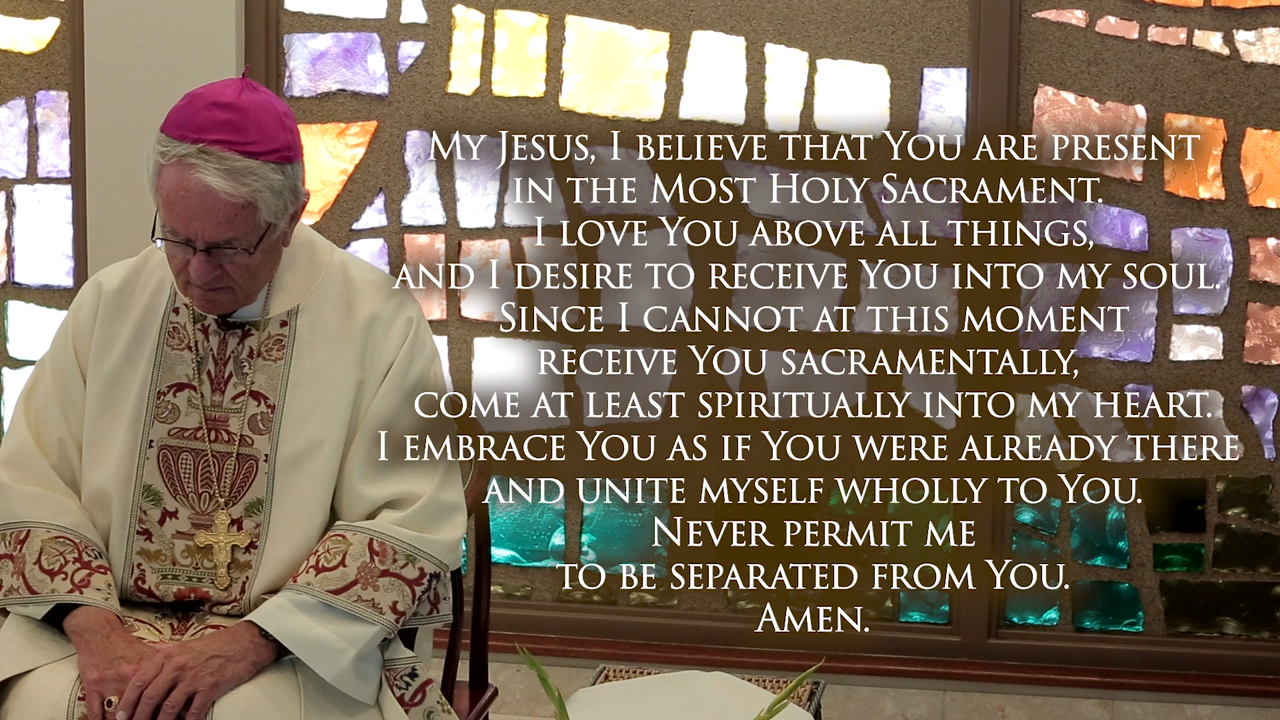 My Jesus, I believe that You are present
in the Most Holy Sacrament.
I love You above all things,
and I desire to receive You into my soul.
Since I cannot at this moment
receive You sacramentally,
come at least spiritually into my heart.
I embrace You as if You were already there
and unite myself wholly to You.
Never permit me
to be separated from You.
Amen.